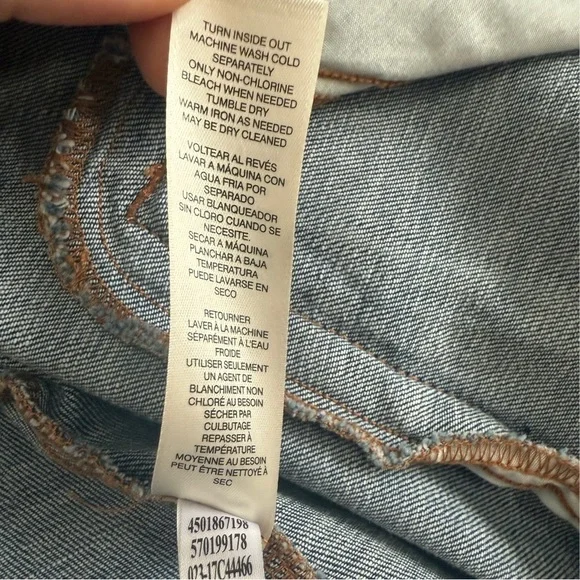 TURN INSIDE OUT
MACHINE WASH COLD
SEPARATELY
ONLY NON-CHLORINE
BLEACH WHEN NEEDED
TUMBLE DRY
WARM IRON AS NEEDED
MAY BE DRY CLEANED
VOLTEAR AL REVÉS
LAVAR A MÁQUINA CON
AGUA FRIA POR
SEPARADO
USAR BLANQUEADOR
SIN CLORO CUANDO SE
NECESITE.
SECAR A MÁQUINA
PLANCHAR A BAJA
TEMPERATURA
PUEDE LAVARSE EN
SECO
RETOURNER
LAVER À LA MACHINE
SÉPARÉMENT À L'EAU
FROIDE
UTILISER SEULEMENT
UN AGENT DE
BLANCHIMENT NON
CHLORÉ AU BESOIN
SÉCHER PAR
CULBUTAGE
REPASSER À
TEMPÉRATURE
MOYENNE AU BESOIN
PEUT ÊTRE NETTOYÉ À
SEC
4501867198
570199178
023-17C44466